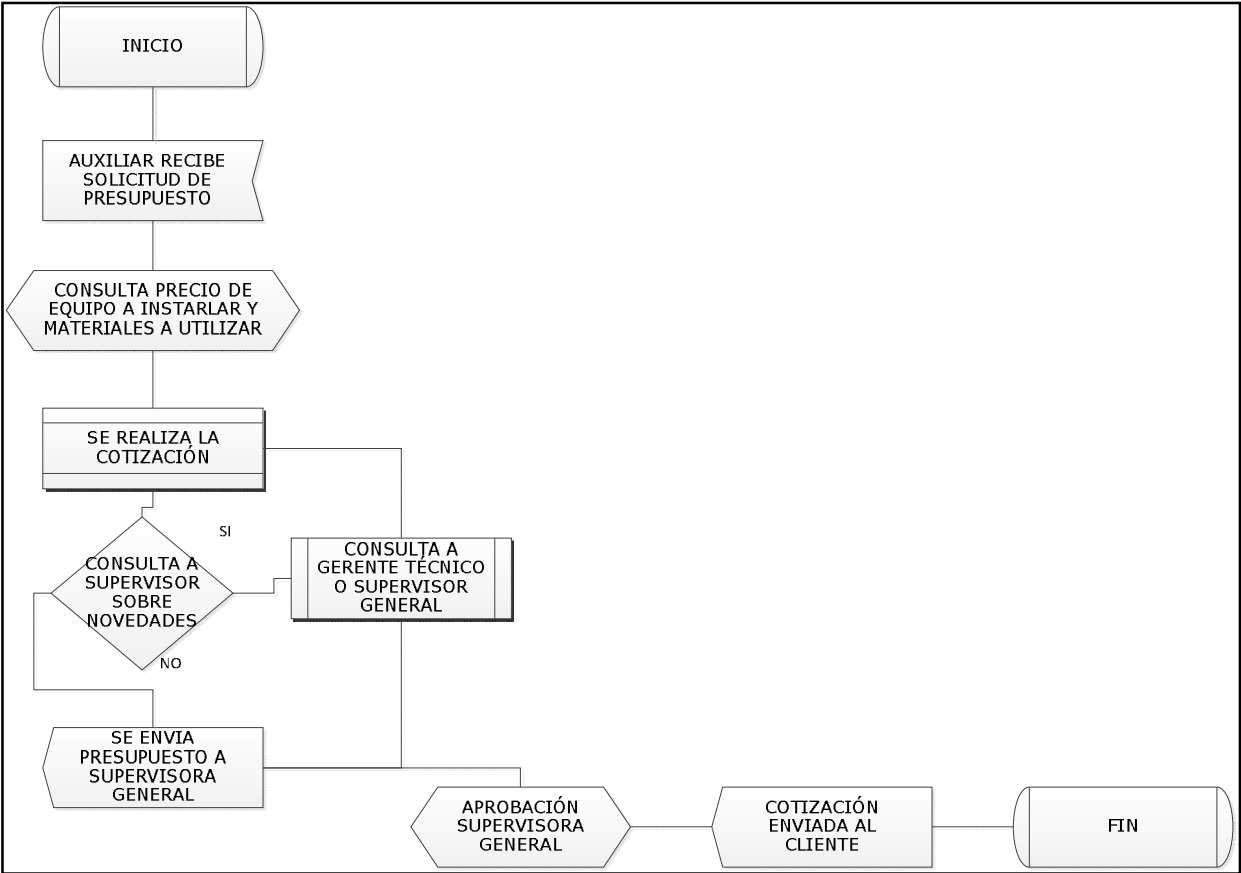 INICIO
AUXILIAR RECIBE
SOLICITUD DE
PRESUPUESTO
CONSULTA PRECIO DE
EQUIPO A INSTARLAR Y
MATERIALES A UTILIZAR
SE REALIZA LA
COTIZACIÓN
SI
CONSULTA A
SUPERVISOR
SOBRE
NOVEDADES
CONSULTA A
GERENTE TÉCNICO
O SUPERVISOR
GENERAL
NO
SE ENVIA
PRESUPUESTO A
SUPERVISORA
GENERAL
APROBACIÓN
SUPERVISORA
GENERAL
COTIZACIÓN
ENVIADA AL
CLIENTE
FIN